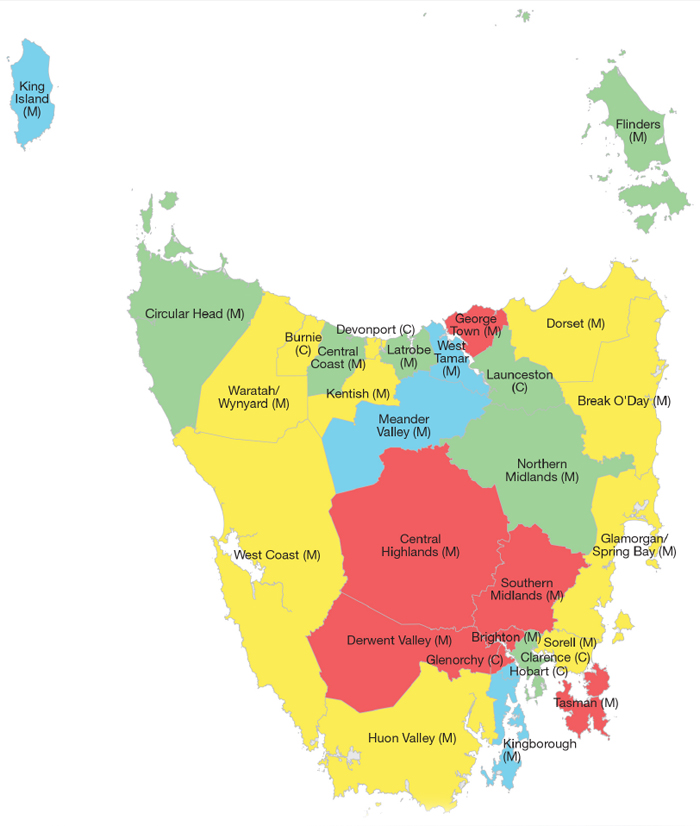 King
Island
(M)
Flinders
(M)
Circular Head (M)
George
Town (M)
Dorset (M)
Devonport (C)
Burnie
(C)
Central
Coast (M)
Latrobe
(M)
West
Tamar
(M)
Launceston
(C)
Waratah/
Wynyard (M)
Kentish (M)
Break O'Day (M)
Meander
Valley (M)
Northern
Midlands (M)
West Coast (M)
Central
Highlands (M)
Glamorgan/
Spring Bay (M)
Southern
Midlands (M)
Derwent Valley (M)
Brighton (M)
Sorell (M)
Glenorchy (C)
Clarence (C)
Hobart (C)
Tasman (M)
Huon Valley (M)
Kingborough
(M)